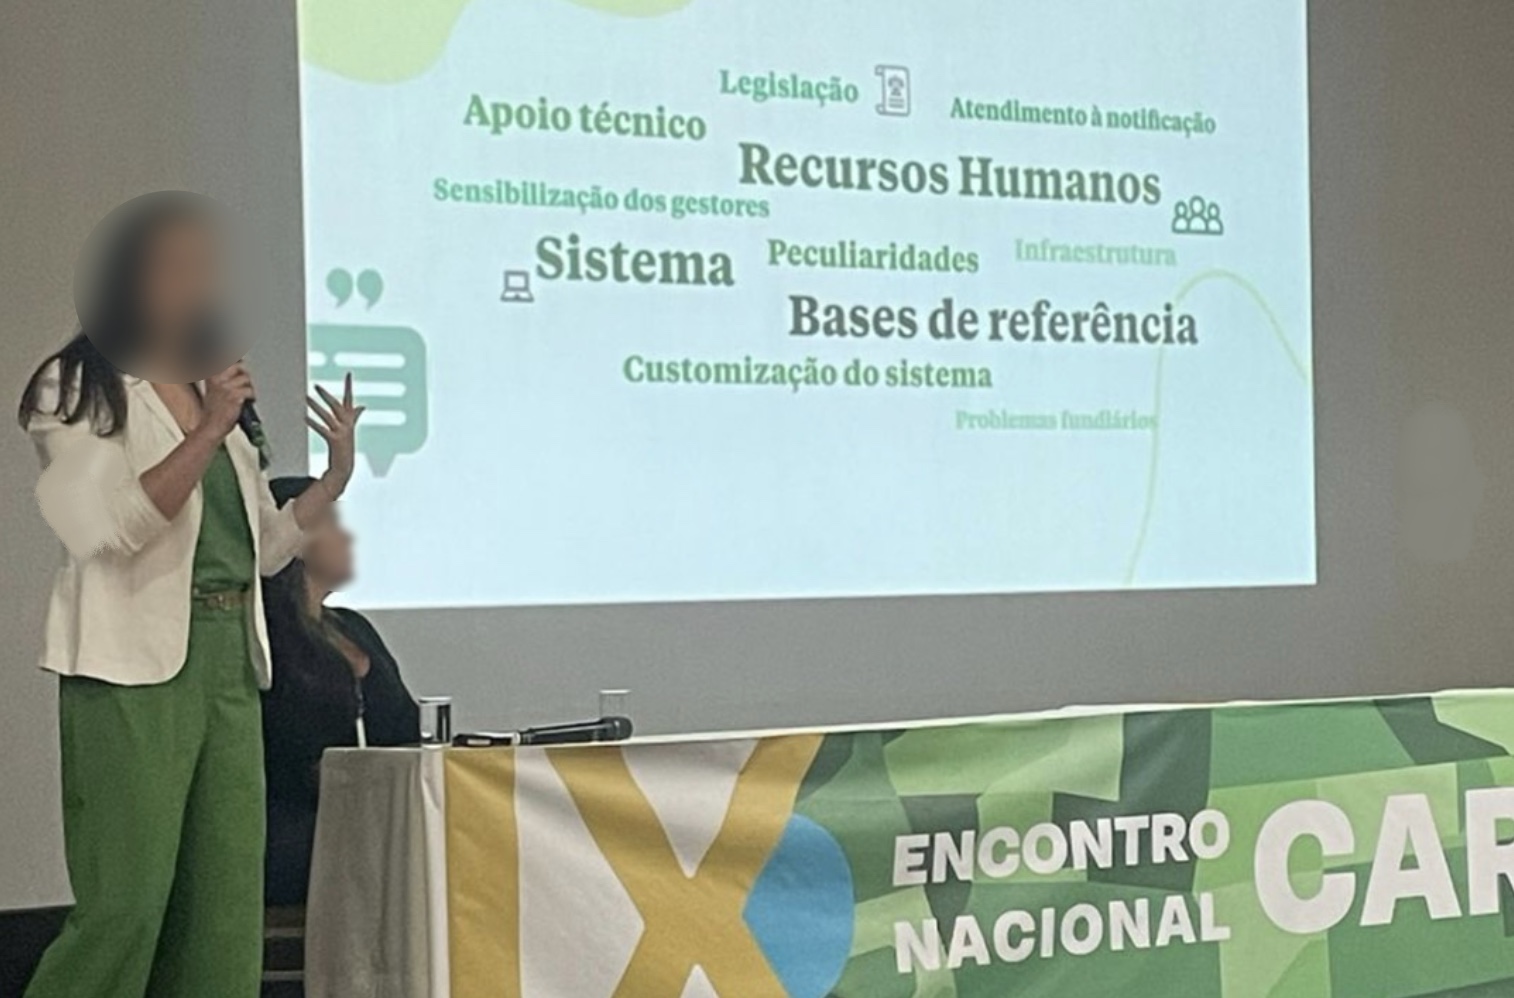 Legislação
Apoio técnico
Atendimento à notificação
Recursos Humanos
Sensibilização dos gestores
Sistema
Peculiaridades
Infraestrutura
Bases de referência
Customização do sistema
Problemas fundiários
IX
ENCONTRO
NACIONAL
CAR